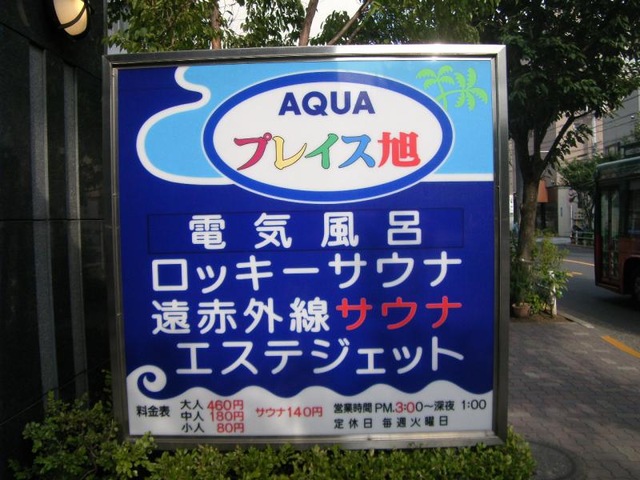 AQUA
プレイス旭
電気風呂
ロッキーサウナ
遠赤外線サウナ
エステジェット
料金表 大人 460円 サウナ140円 営業時間 PM.3:00〜深夜 1:00
中人 180円 定休日 毎週火曜日
小人 80円